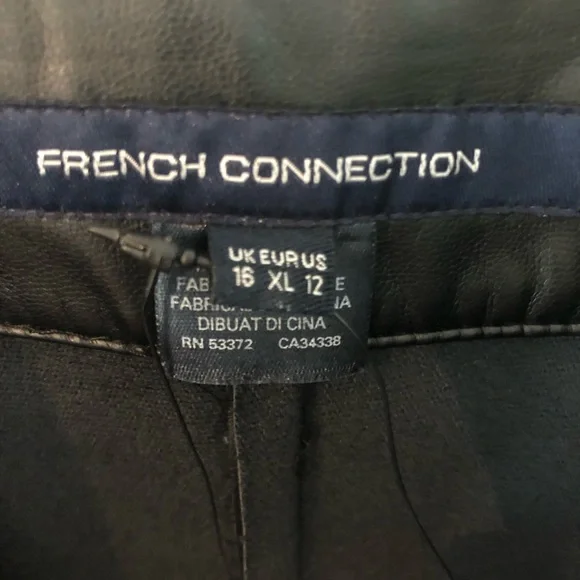 FRENCH CONNECTION
UK EUR US
16 XL 12
DIBUAT DI CINA
RN 53372 CA34338